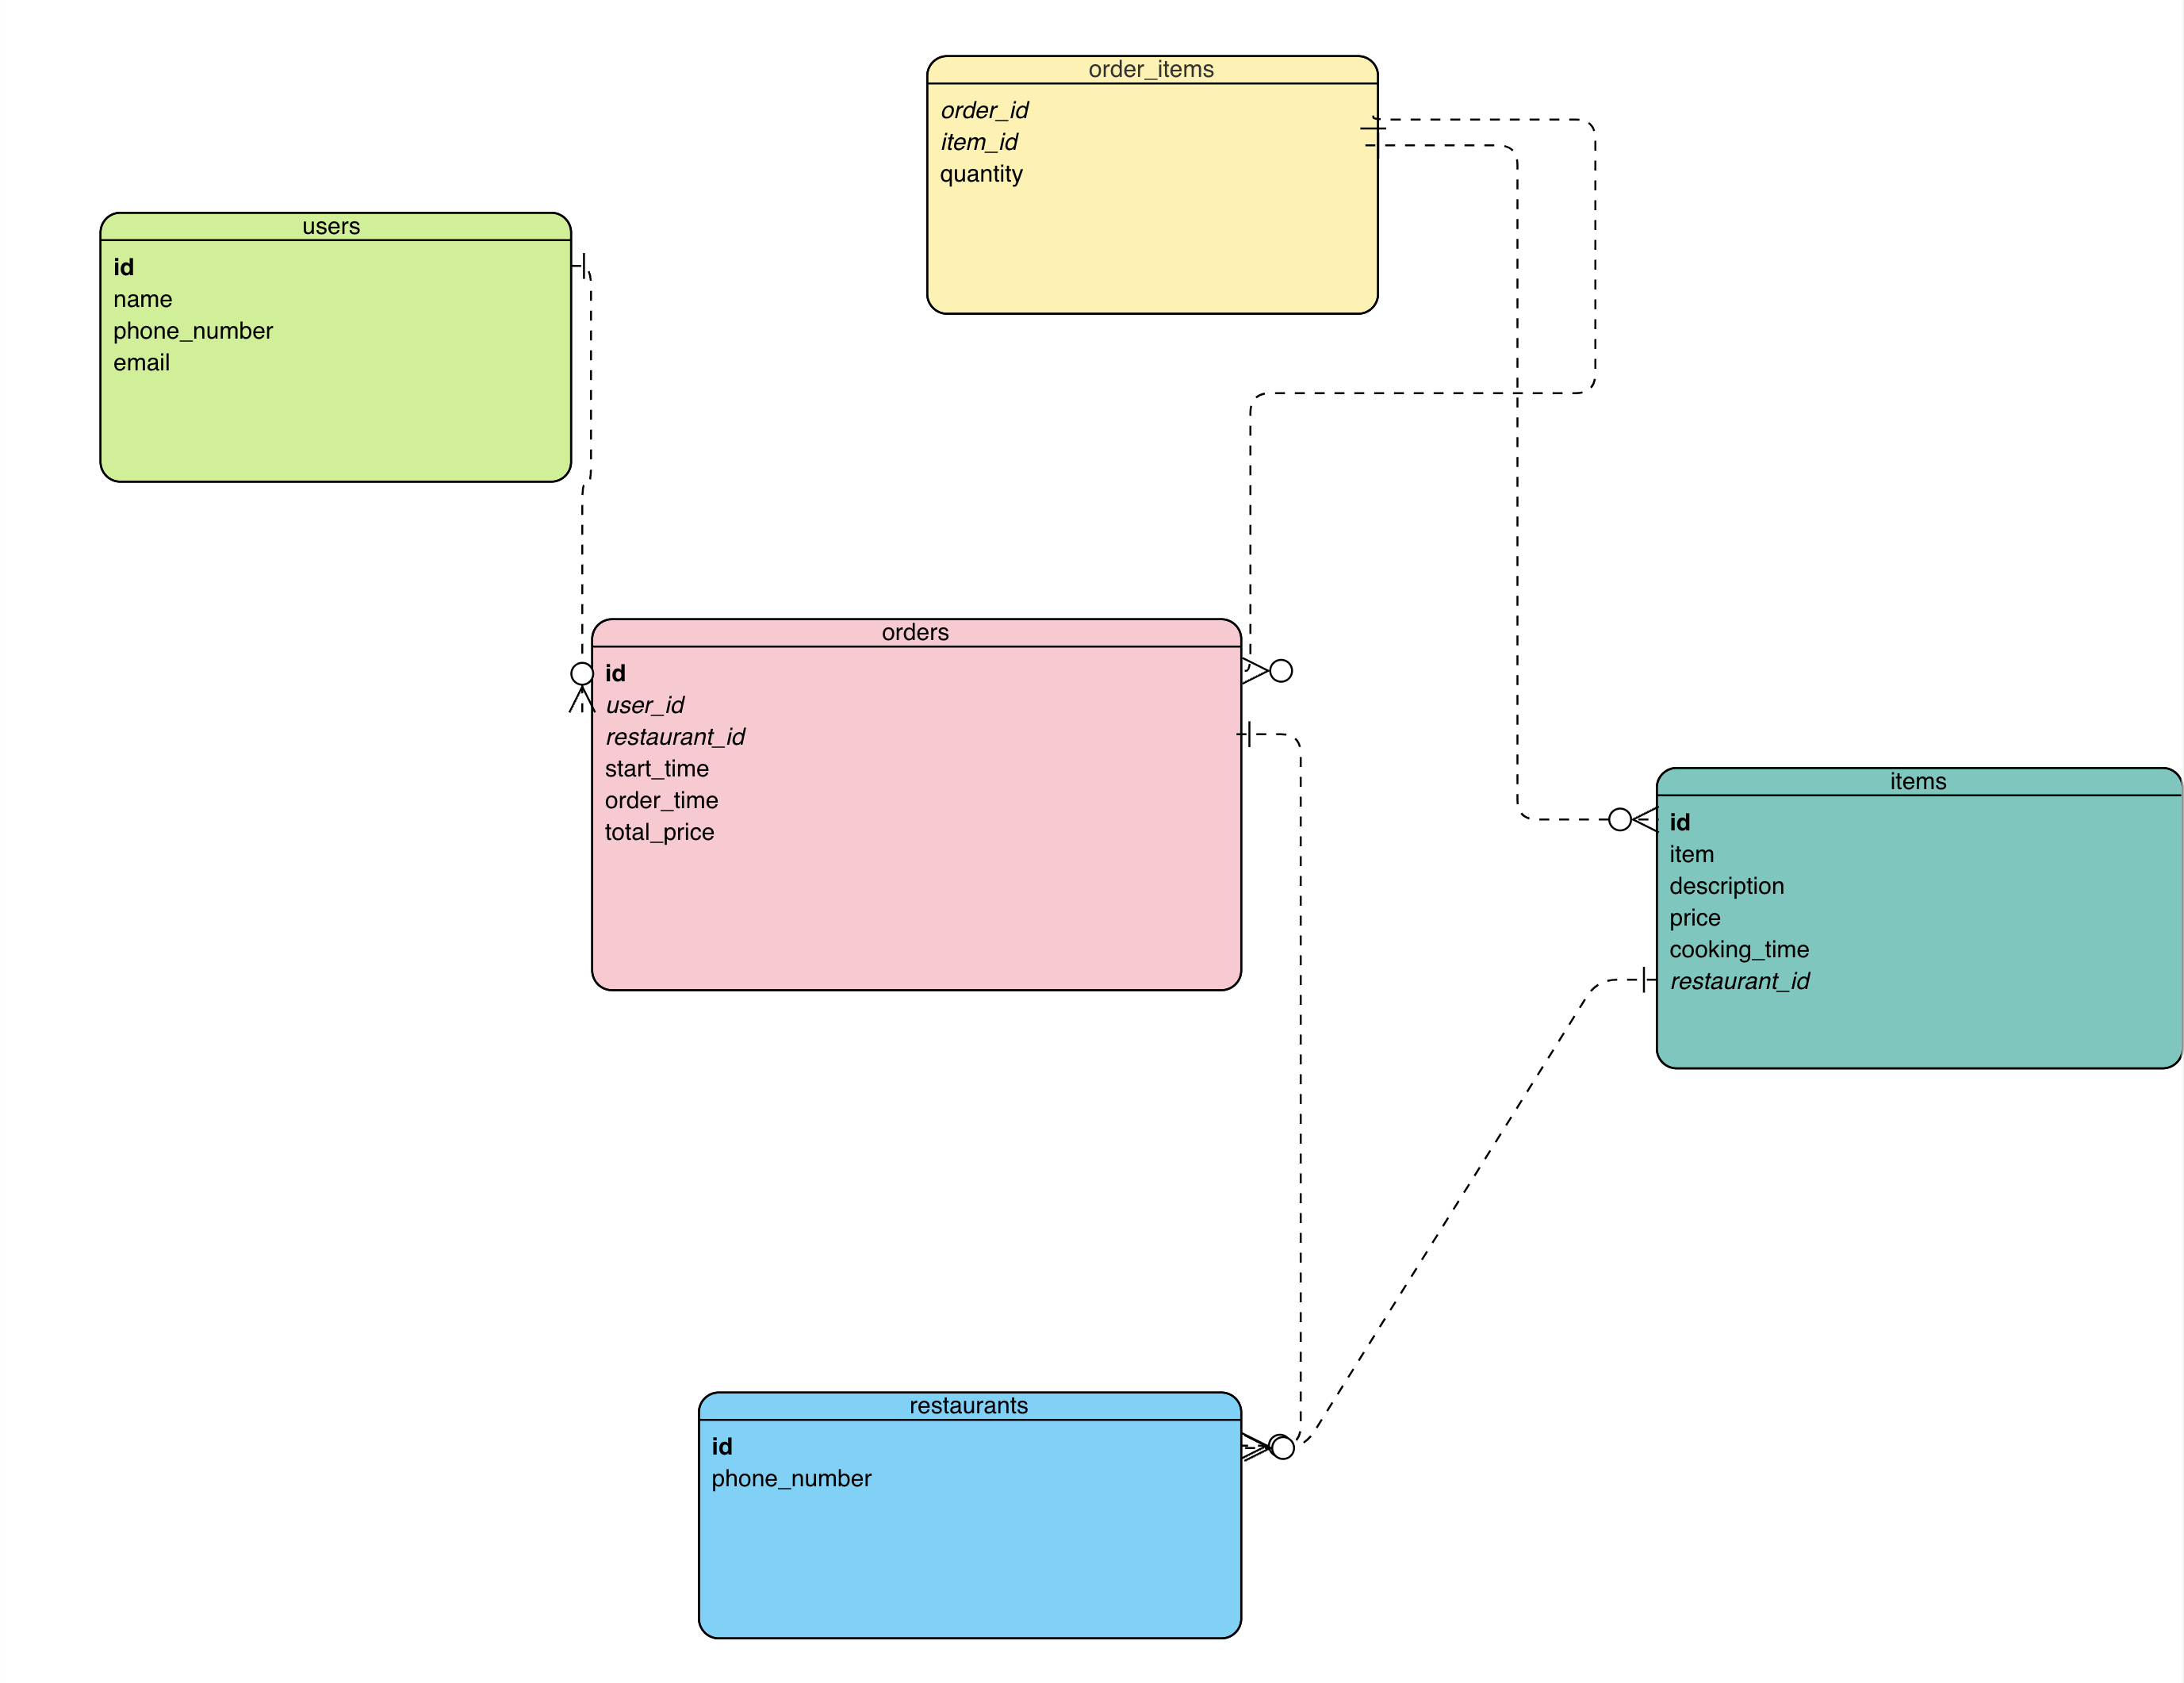 order_items
order_id
item_id
quantity
users
id
name
phone_number
email
orders
id
user_id
restaurant_id
start_time
order_time
total_price
items
id
item
description
price
cooking_time
restaurant_id
restaurants
id
phone_number